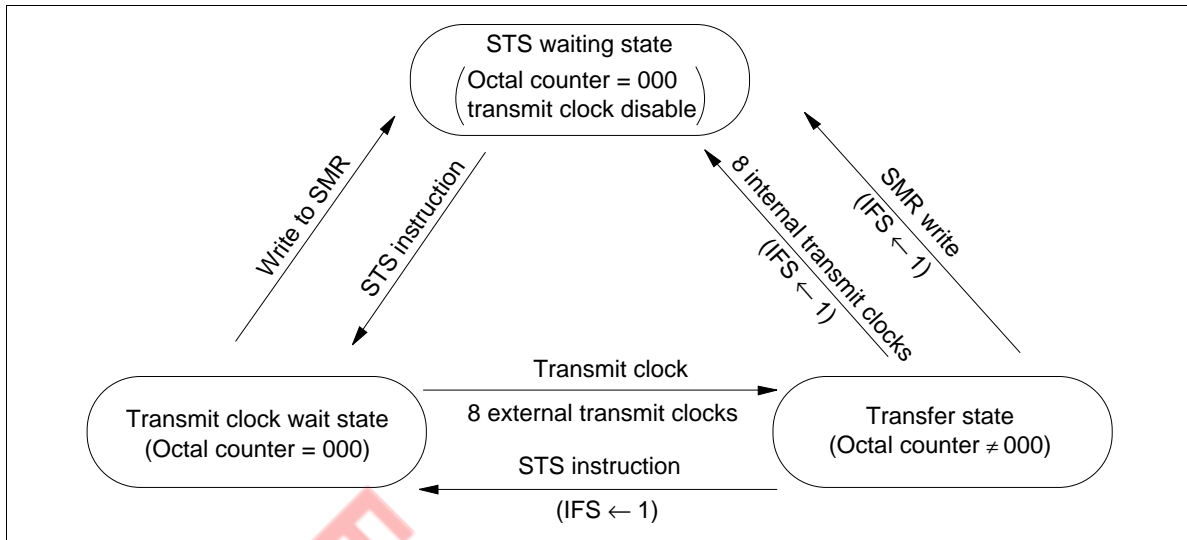 STS waiting state
Octal counter = 000
transmit clock disable
Write to SMR
STS instruction
8 internal transmit clocks
(IFS ← 1)
SMR write
(IFS ← 1)
Transmit clock wait state
(Octal counter = 000)
Transmit clock
8 external transmit clocks
STS instruction
(IFS ← 1)
Transfer state
(Octal counter ≠ 000)
E